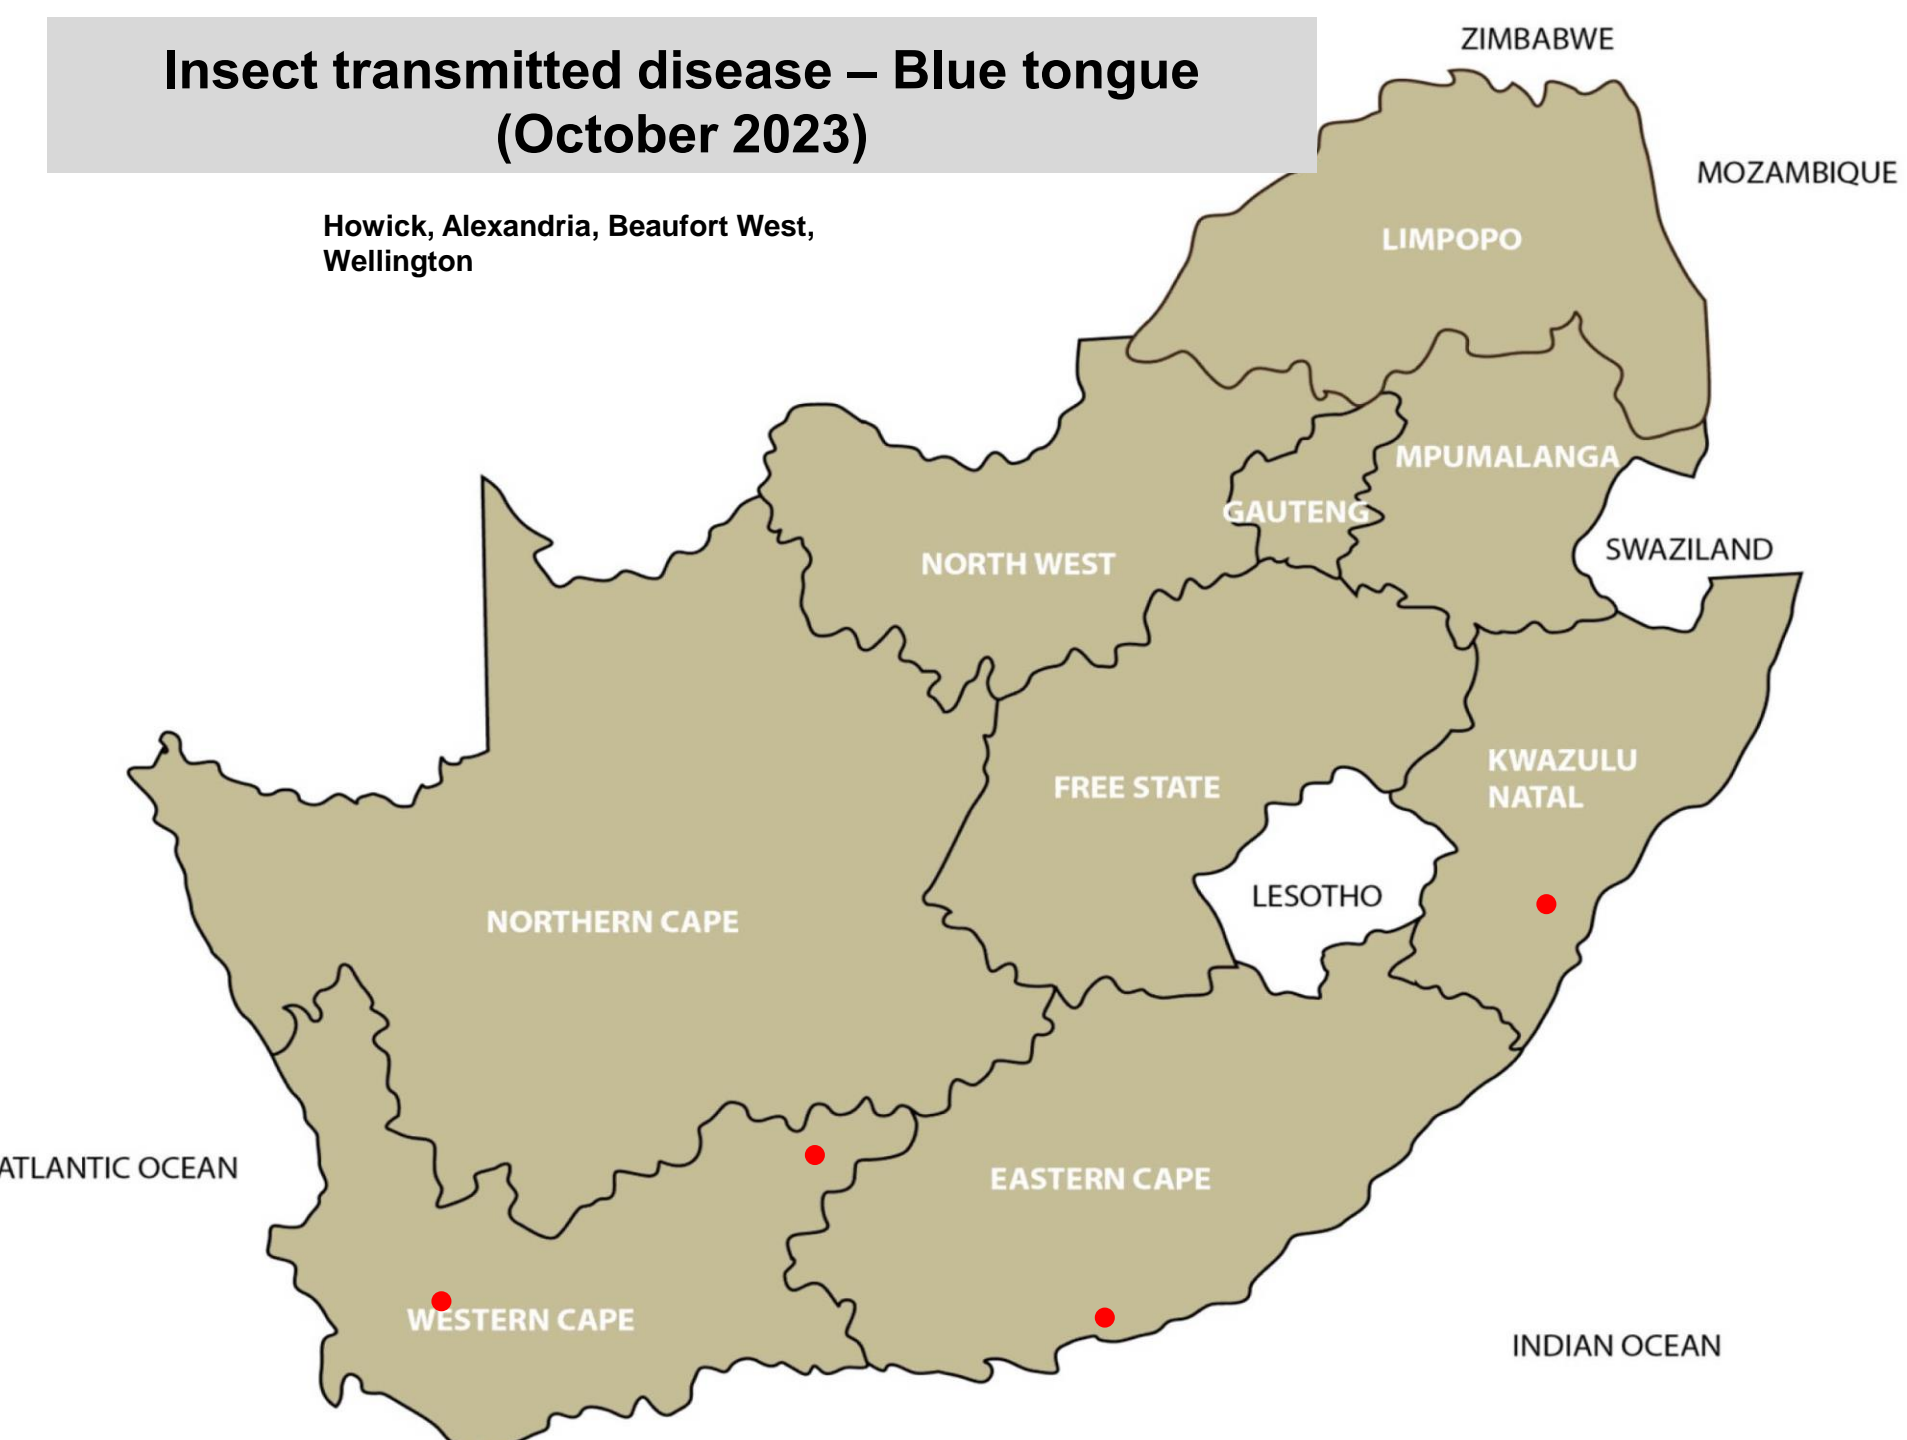 Insect transmitted disease – Blue tongue
(October 2023)
Howick, Alexandria, Beaufort West,
Wellington
ZIMBABWE
MOZAMBIQUE
LIMPOPO
MPUMALANGA
GAUTENG
SWAZILAND
NORTH WEST
KWAZULU
NATAL
FREE STATE
LESOTHO
NORTHERN CAPE
ATLANTIC OCEAN
EASTERN CAPE
WESTERN CAPE
INDIAN OCEAN